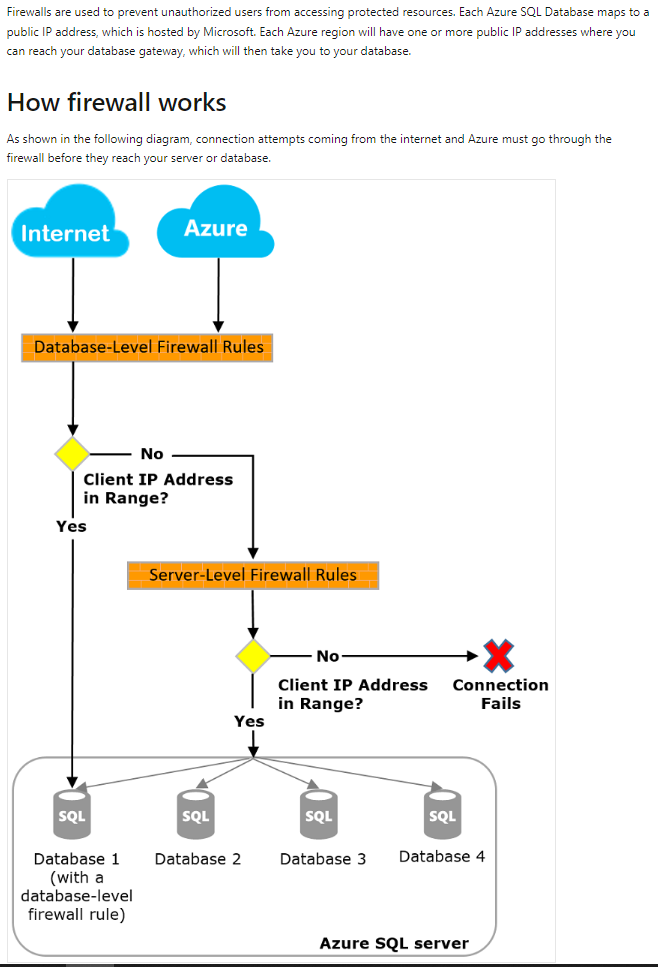 Firewalls are used to prevent unauthorized users from accessing protected resources. Each Azure SQL Database maps to a
public IP address, which is hosted by Microsoft. Each Azure region will have one or more public IP addresses where you
can reach your database gateway, which will then take you to your database.
How firewall works
As shown in the following diagram, connection attempts coming from the internet and Azure must go through the
firewall before they reach your server or database.
Internet
Azure
Database-Level Firewall Rules
No
Client IP Address
in Range?
Yes
Server-Level Firewall Rules
No
Client IP Address
in Range?
Connection
Fails
Yes
SQL
SQL
SQL
SQL
Database 1
(with a
database-level
firewall rule)
Database 2
Database 3
Database 4
Azure SQL server